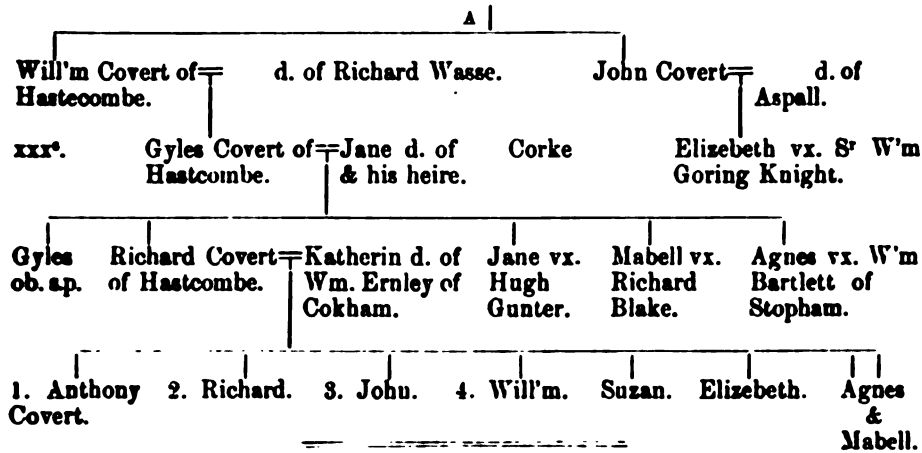 A
Will'm Covert of d. of Richard Wasse. John Covert d. of
Hastecombe. Aspall.
xxxᵉ. Gyles Covert of Jane d. of Corke Elizebeth vx. Sʳ W'm
Hastcombe. & his heire. Goring Knight.
Gyles Richard Covert Katherin d. of Jane vx. Mabell vx. Agnes vx. W'm
ob. s.p. of Hastcombe. Wm. Ernley of Hugh Richard Bartlett of
Cokham. Gunter. Blake. Stopham.
1. Anthony 2. Richard. 3. John. 4. Will'm. Suzan. Elizebeth. Agnes
Covert. &
Mabell.